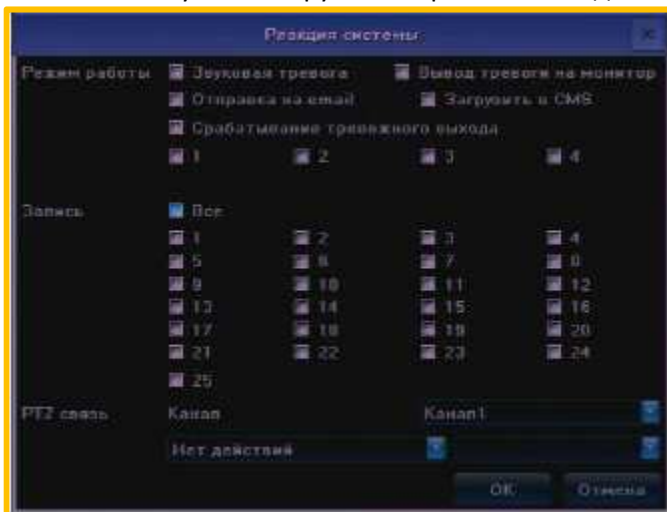 Реакция системы
Режим работы Звуковая тревога Вывод тревоги на монитор
Отправка на email Загрузить в CMS
Срабатывание тревожного выхода
1 2 3 4
Запись Все
1 2 3 4
5 6 7 8
9 10 11 12
13 14 15 16
17 18 19 20
21 22 23 24
25
PTZ связь Канал Канал1
Нет действий
OK Отмена